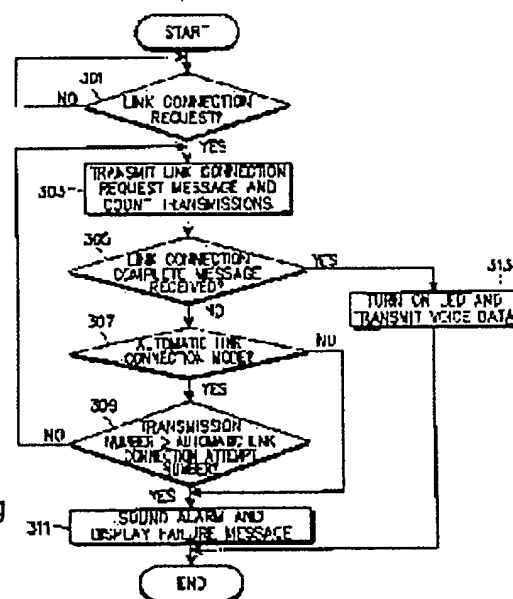 START
301
NO
LINK CONNECTION
REQUEST?
YES
303
TRANSMIT LINK CONNECTION
REQUEST MESSAGE AND
COUNT TRANSMISSIONS
305
LINK CONNECTION
COMPLETE MESSAGE
RECEIVED?
YES
313
TURN ON LED AND
TRANSMIT VOICE DATA
NO
307
AUTOMATIC LINK
CONNECTION MODE?
NO
YES
309
TRANSMISSION
NUMBER > AUTOMATIC LINK
CONNECTION ATTEMPT
NUMBER?
NO
YES
g
311
SOUND ALARM AND
DISPLAY FAILURE MESSAGE
END